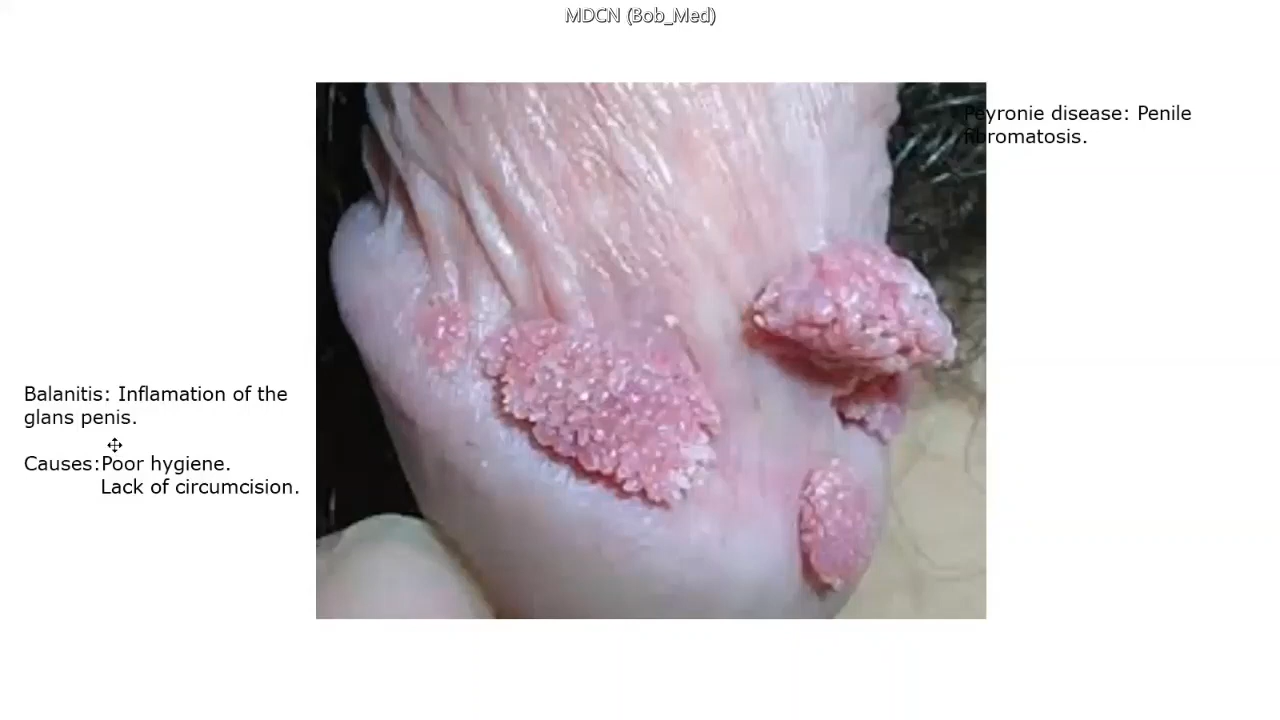 MDCN (Bob_Med)
Peyronie disease: Penile
fibromatosis.
Balanitis: Inflamation of the
glans penis.
Causes:Poor hygiene.
Lack of circumcision.